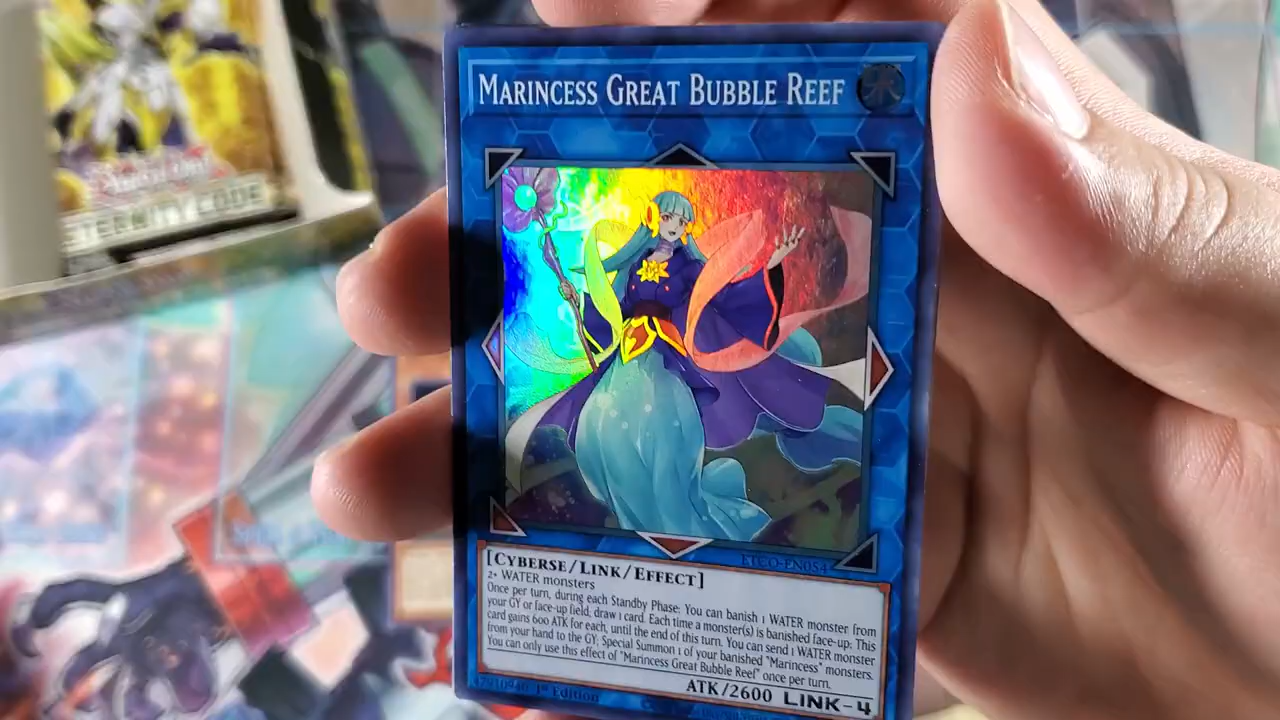 MARINCESS GREAT BUBBLE REEF
ETERNITY CODE
ETCO-EN054
[CYBERSE/LINK/EFFECT]
2+ WATER monsters
Once per turn, during each Standby Phase: You can banish 1 WATER monster from
your GY or face-up field, draw 1 card. Each time a monster(s) is banished face-up: This
card gains 600 ATK for each, until the end of this turn. You can send 1 WATER monster
from your hand to the GY; Special Summon 1 of your banished "Marincess" monsters.
You can only use this effect of "Marincess Great Bubble Reef" once per turn.
ATK/2600 LINK-4
1st Edition